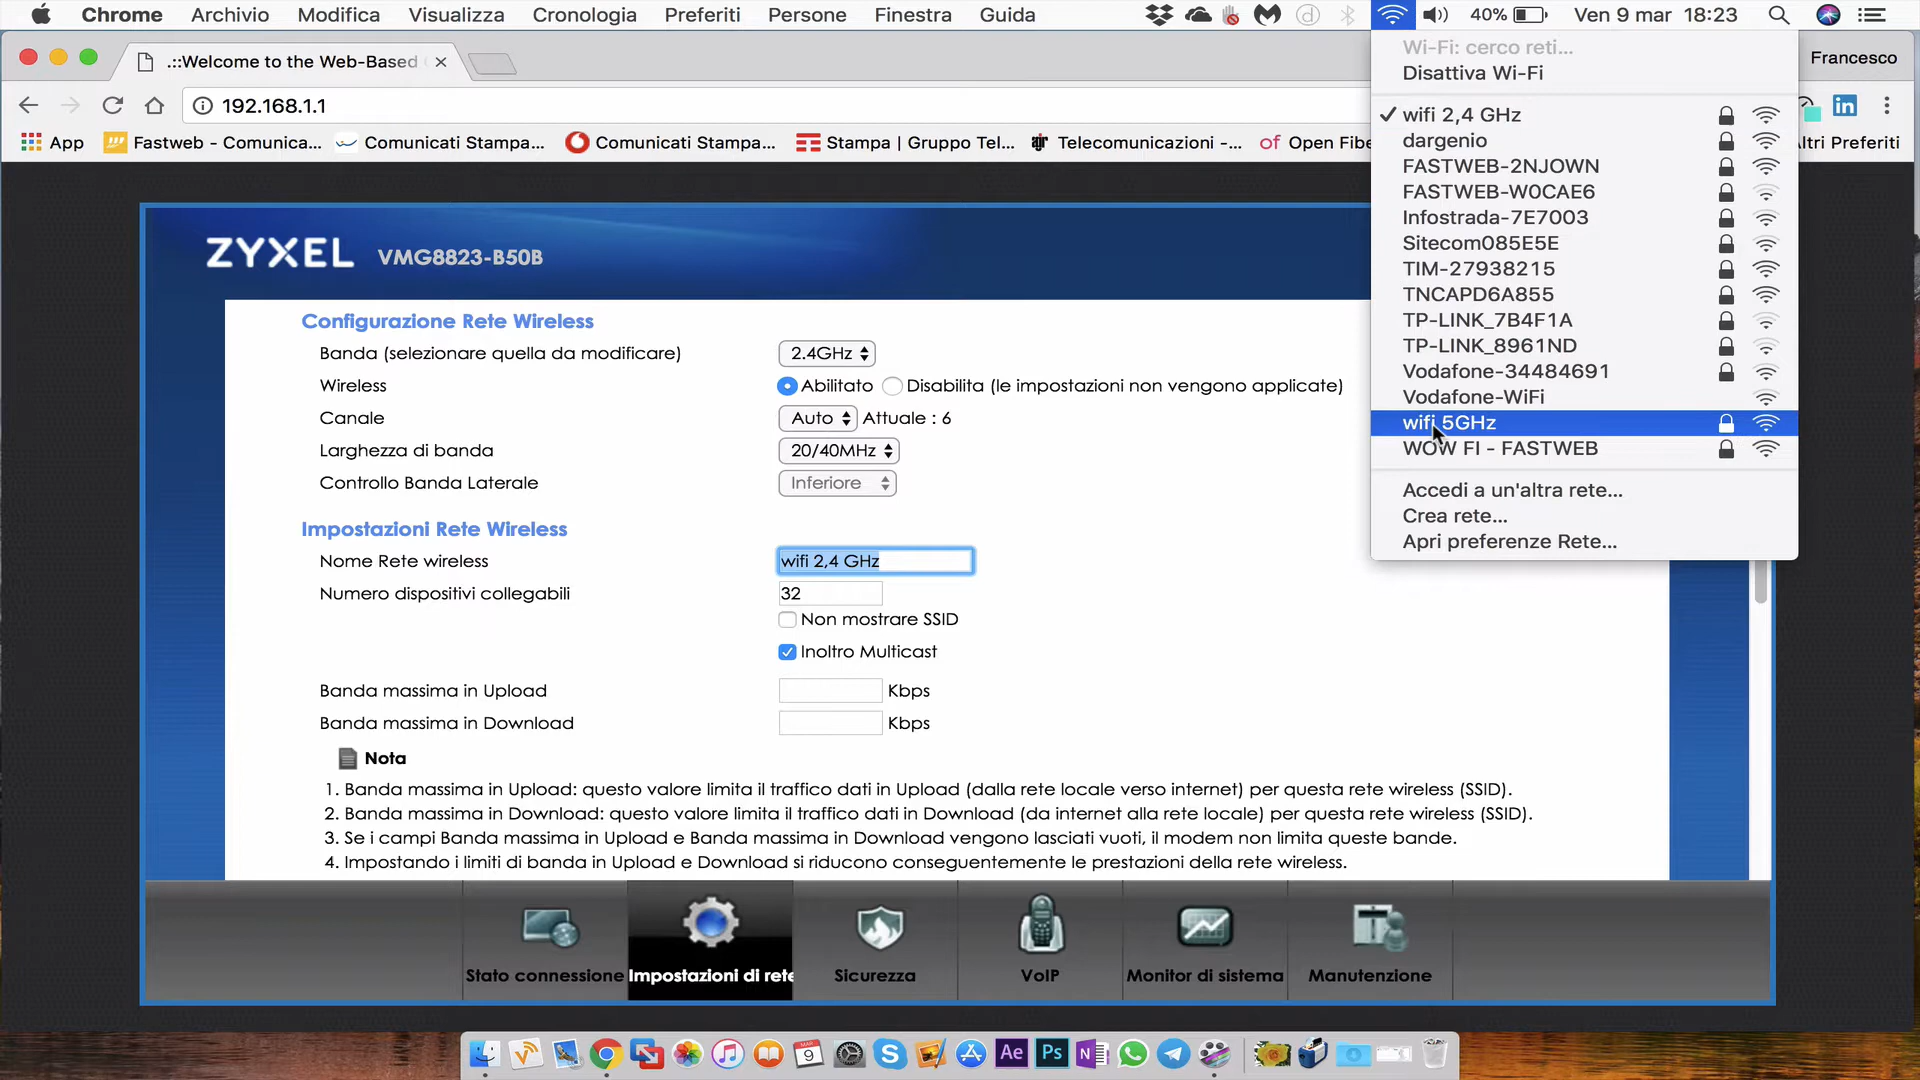 Chrome Archivio Modifica Visualizza Cronologia Preferiti Persone Finestra Guida 40% Ven 9 mar 18:23
.::Welcome to the Web-Based
Francesco
192.168.1.1
App Fastweb - Comunica... Comunicati Stampa... Comunicati Stampa... Stampa | Gruppo Tel... Telecomunicazioni -... Open Fibe ltri Preferiti
Wi-Fi: cerco reti...
Disattiva Wi-Fi
wifi 2,4 GHz
dargenio
FASTWEB-2NJOWN
FASTWEB-W0CAE6
Infostrada-7E7003
Sitecom085E5E
TIM-27938215
TNCAPD6A855
TP-LINK_7B4F1A
TP-LINK_8961ND
Vodafone-34484691
Vodafone-WiFi
wifi 5GHz
WOW FI - FASTWEB
Accedi a un'altra rete...
Crea rete...
Apri preferenze Rete...
ZYXEL VMG8823-B50B
Configurazione Rete Wireless
Banda (selezionare quella da modificare) 2.4GHz
Wireless Abilitato Disabilita (le impostazioni non vengono applicate)
Canale Auto Attuale : 6
Larghezza di banda 20/40MHz
Controllo Banda Laterale Inferiore
Impostazioni Rete Wireless
Nome Rete wireless wifi 2,4 GHz
Numero dispositivi collegabili 32
Non mostrare SSID
Inoltro Multicast
Banda massima in Upload Kbps
Banda massima in Download Kbps
Nota
1. Banda massima in Upload: questo valore limita il traffico dati in Upload (dalla rete locale verso internet) per questa rete wireless (SSID).
2. Banda massima in Download: questo valore limita il traffico dati in Download (da internet alla rete locale) per questa rete wireless (SSID).
3. Se i campi Banda massima in Upload e Banda massima in Download vengono lasciati vuoti, il modem non limita queste bande.
4. Impostando i limiti di banda in Upload e Download si riducono conseguentemente le prestazioni della rete wireless.
Stato connessione Impostazioni di rete Sicurezza VoIP Monitor di sistema Manutenzione
MAR 9 Ae Ps N